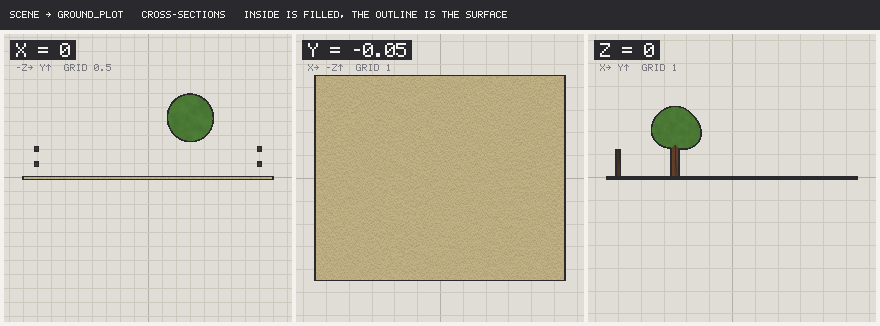 SCENE → GROUND_PLOT CROSS-SECTIONS INSIDE IS FILLED, THE OUTLINE IS THE SURFACE
X = 0
-Z→ Y↑ GRID 0.5
Y = -0.05
X→ -Z↑ GRID 1
Z = 0
X→ Y↑ GRID 1